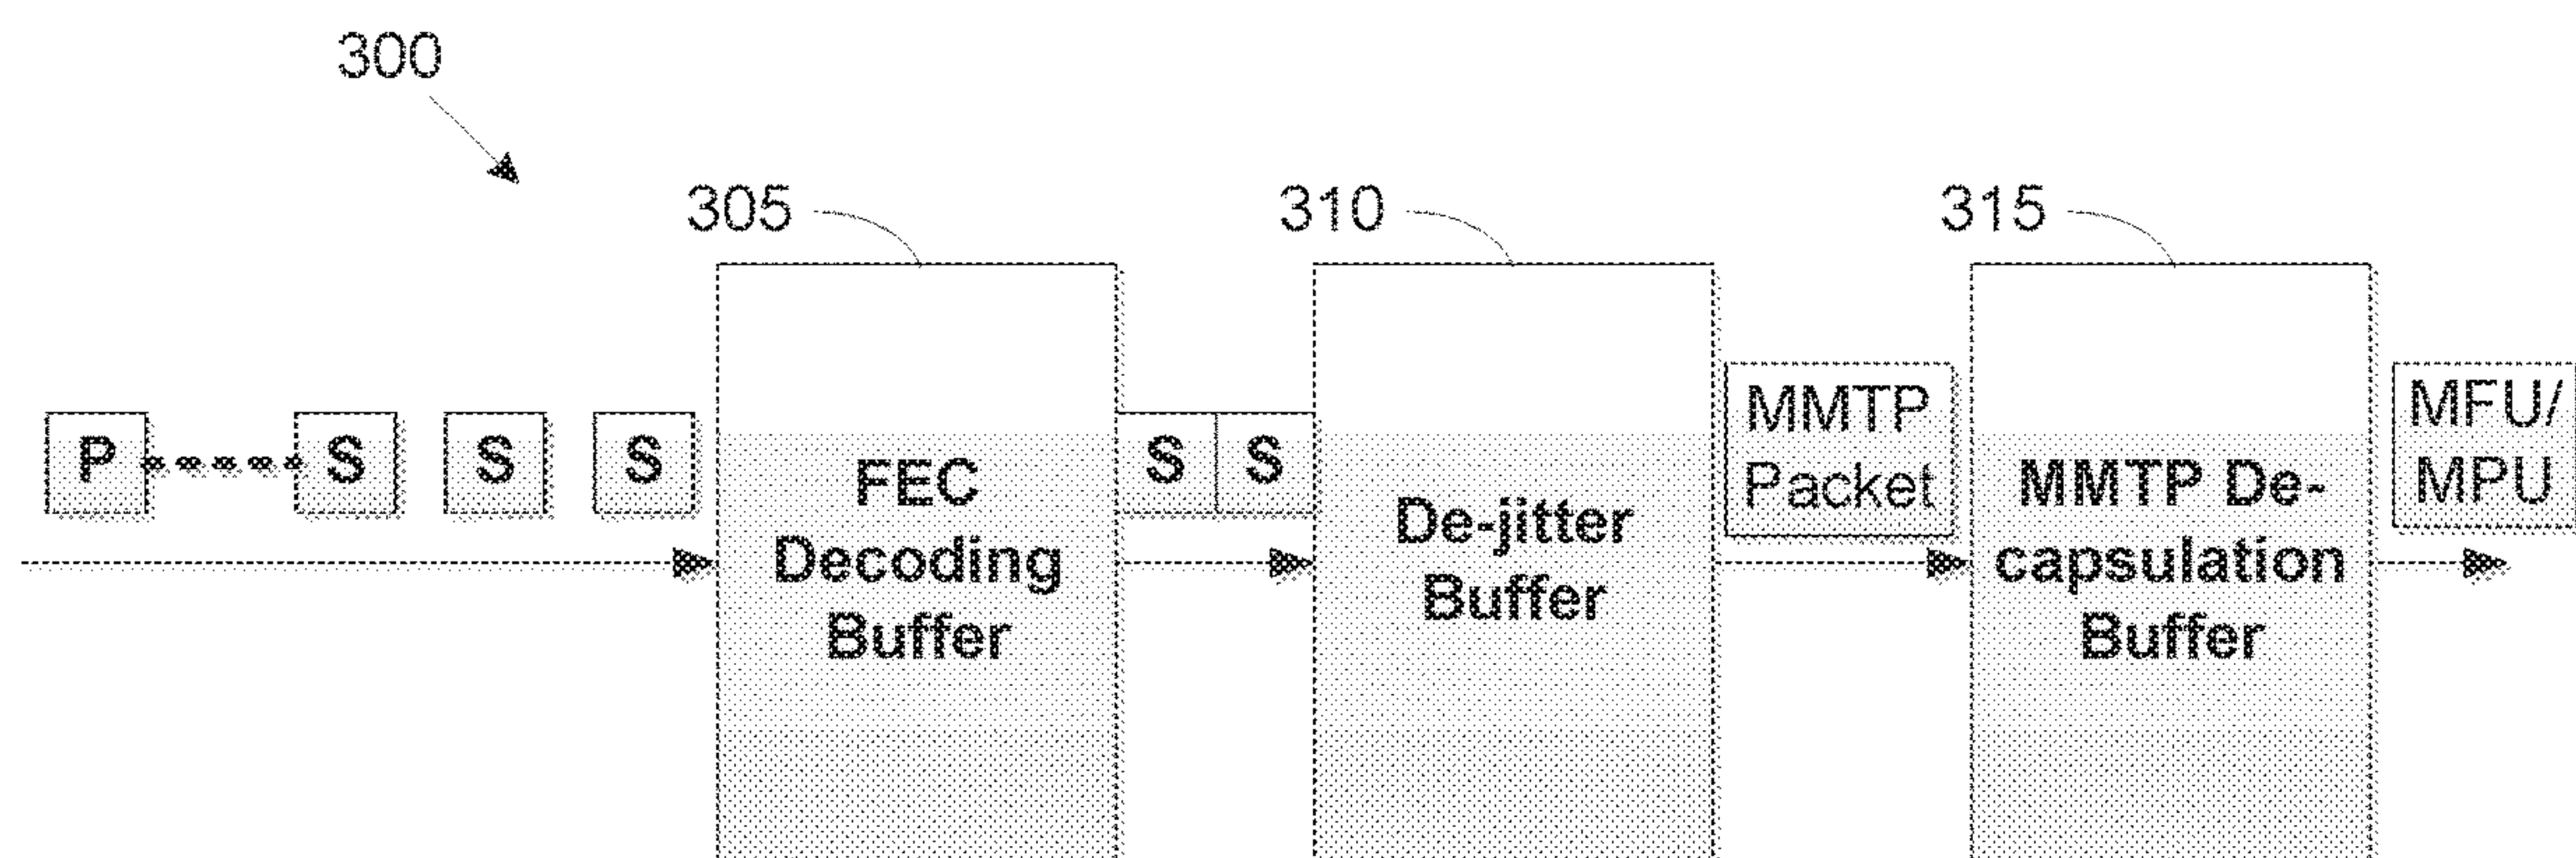 300
305
310
315
P
S
S
S
FEC
Decoding
Buffer
S
S
De-jitter
Buffer
MMTP
Packet
MMTP De-
capsulation
Buffer
MFU/
MPU